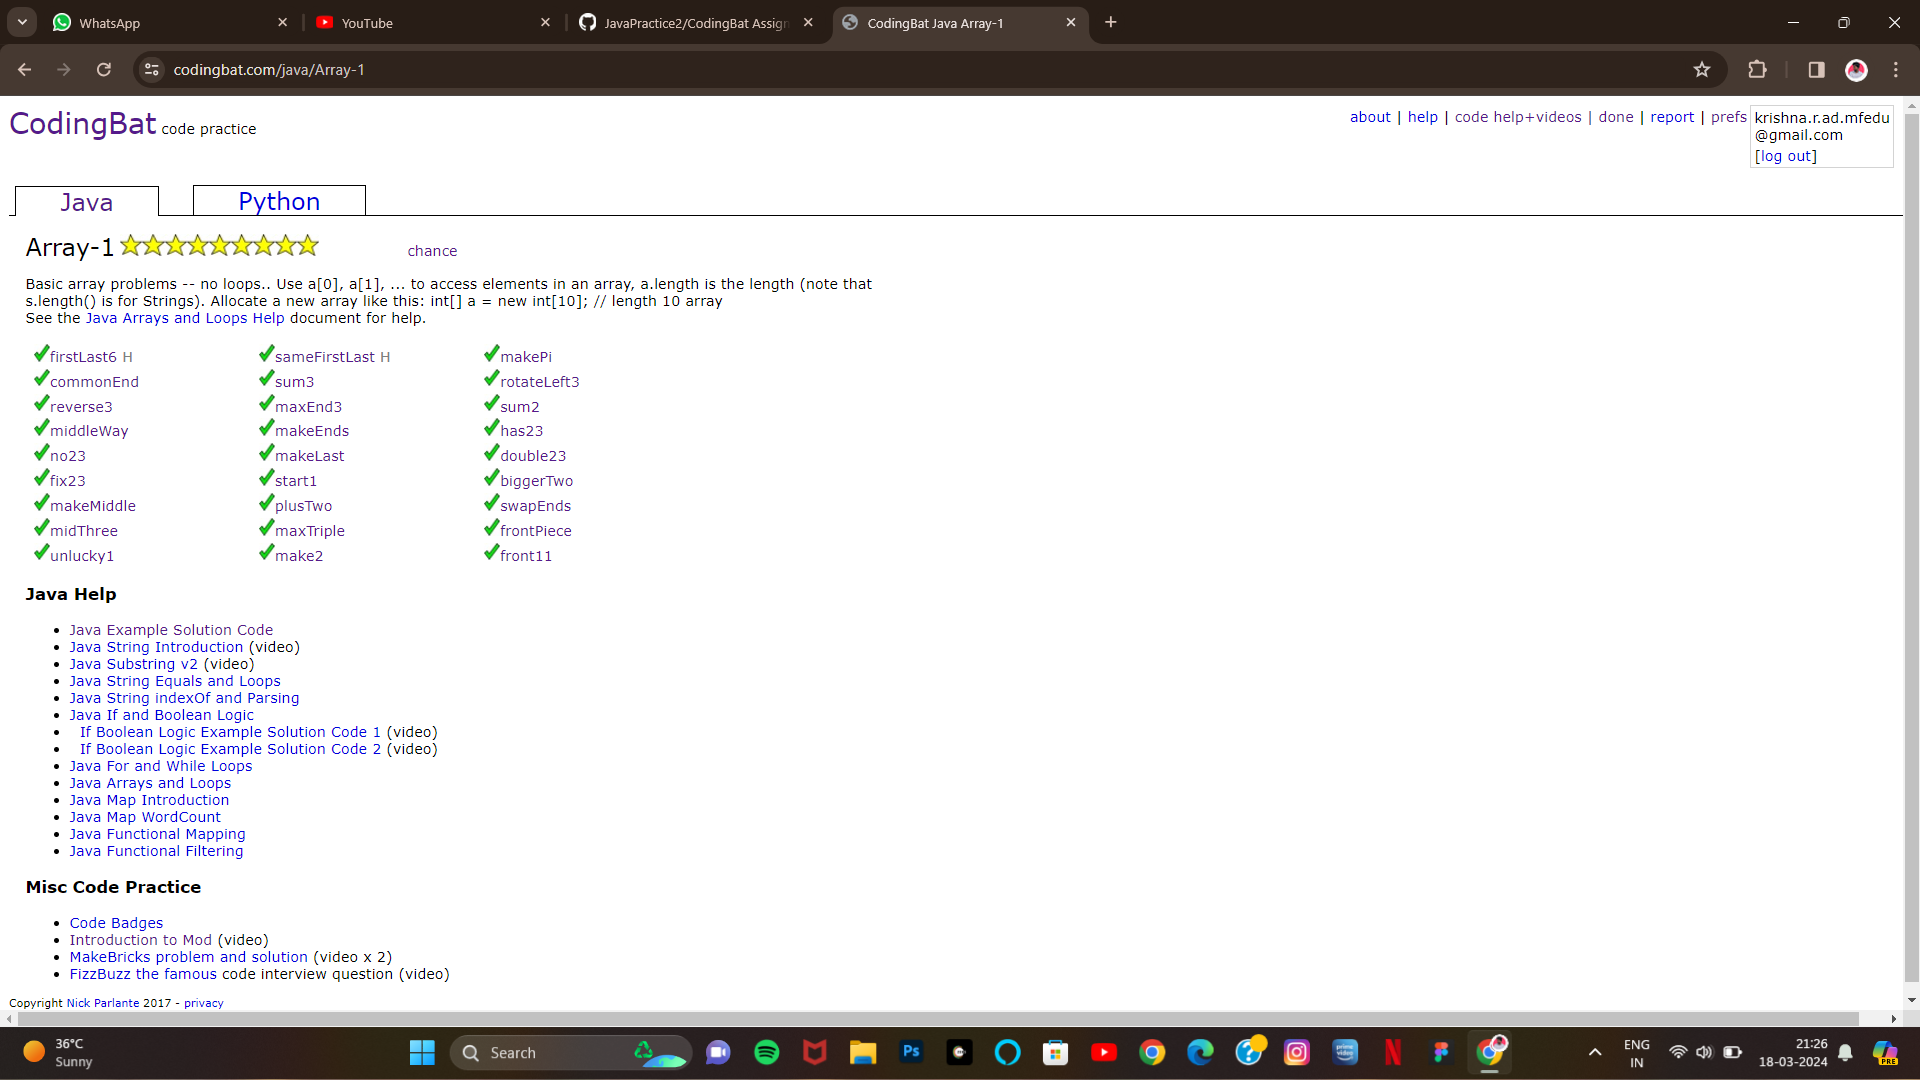 WhatsApp
YouTube
JavaPractice2/CodingBat Assign
CodingBat Java Array-1
codingbat.com/java/Array-1
CodingBat code practice
about | help | code help+videos | done | report | prefs
krishna.r.ad.mfedu
@gmail.com
[log out]
Java
Python
Array-1
chance
Basic array problems -- no loops.. Use a[0], a[1], ... to access elements in an array, a.length is the length (note that
s.length() is for Strings). Allocate a new array like this: int[] a = new int[10]; // length 10 array
See the Java Arrays and Loops Help document for help.
firstLast6 H sameFirstLast H makePi
commonEnd sum3 rotateLeft3
reverse3 maxEnd3 sum2
middleWay makeEnds has23
no23 makeLast double23
fix23 start1 biggerTwo
makeMiddle plusTwo swapEnds
midThree maxTriple frontPiece
unlucky1 make2 front11
Java Help
Java Example Solution Code
Java String Introduction (video)
Java Substring v2 (video)
Java String Equals and Loops
Java String indexOf and Parsing
Java If and Boolean Logic
If Boolean Logic Example Solution Code 1 (video)
If Boolean Logic Example Solution Code 2 (video)
Java For and While Loops
Java Arrays and Loops
Java Map Introduction
Java Map WordCount
Java Functional Mapping
Java Functional Filtering
Misc Code Practice
Code Badges
Introduction to Mod (video)
MakeBricks problem and solution (video x 2)
FizzBuzz the famous code interview question (video)
Copyright Nick Parlante 2017 - privacy
36°C
Sunny
Search
Ps
prime video
ENG
IN
21:26
18-03-2024
PRE